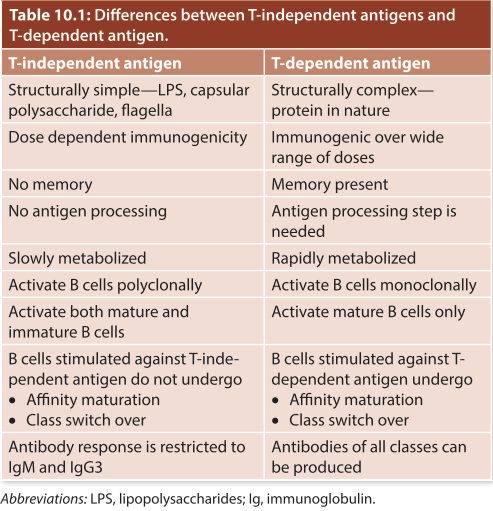 Table 10.1: Differences between T-independent antigens and
T-dependent antigen.
T-independent antigen
T-dependent antigen
Structurally simple—LPS, capsular
polysaccharide, flagella
Structurally complex—
protein in nature
Dose dependent immunogenicity
Immunogenic over wide
range of doses
No memory
Memory present
No antigen processing
Antigen processing step is
needed
Slowly metabolized
Rapidly metabolized
Activate B cells polyclonally
Activate B cells monoclonally
Activate both mature and
immature B cells
Activate mature B cells only
B cells stimulated against T-inde-
pendent antigen do not undergo
• Affinity maturation
• Class switch over
B cells stimulated against T-
dependent antigen undergo
• Affinity maturation
• Class switch over
Antibody response is restricted to
IgM and IgG3
Antibodies of all classes can
be produced
Abbreviations: LPS, lipopolysaccharides; Ig, immunoglobulin.